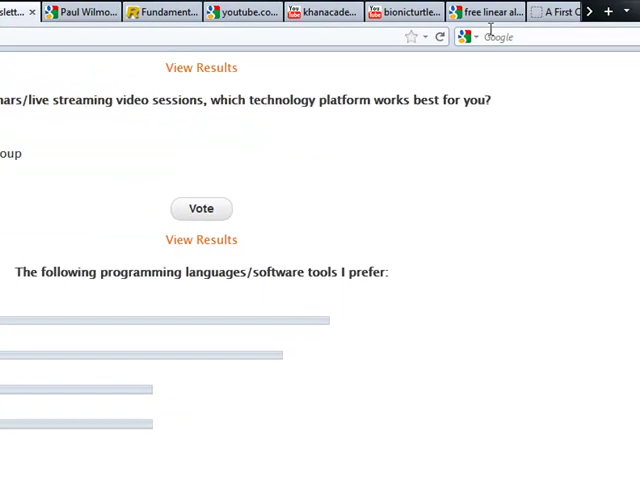 slett... Paul Wilmo... Fundament... youtube.co... khanacade... bionicturtle... free linear al... A First C
Google
View Results
nars/live streaming video sessions, which technology platform works best for you?
oup
Vote
View Results
The following programming languages/software tools I prefer: